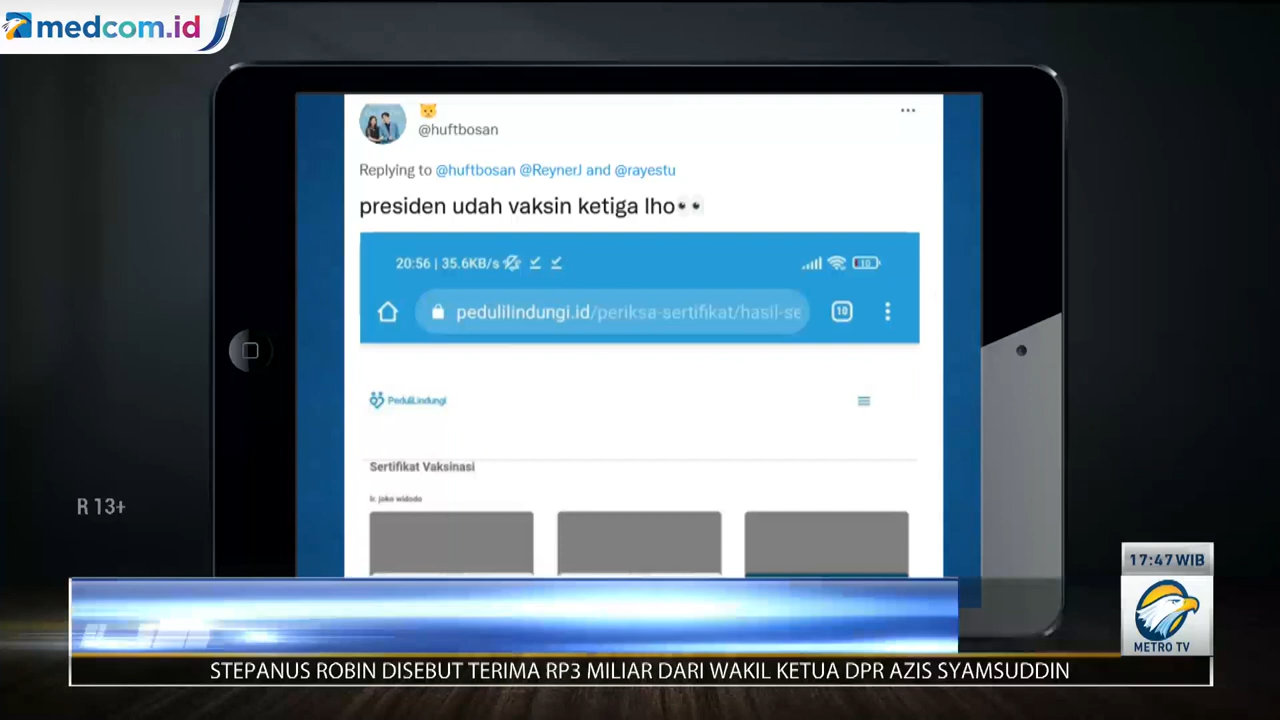 medcom.id
@huftbosan
Replying to @huftbosan @ReynerJ and @rayestu
presiden udah vaksin ketiga lho
20:56 | 35.6KB/s
10
pedulilindungi.id/periksa-sertifikat/hasil-se
10
PeduliLindungi
Sertifikat Vaksinasi
Ir. joko widodo
R 13+
17:47 WIB
METRO TV
STEPANUS ROBIN DISEBUT TERIMA RP3 MILIAR DARI WAKIL KETUA DPR AZIS SYAMSUDDIN